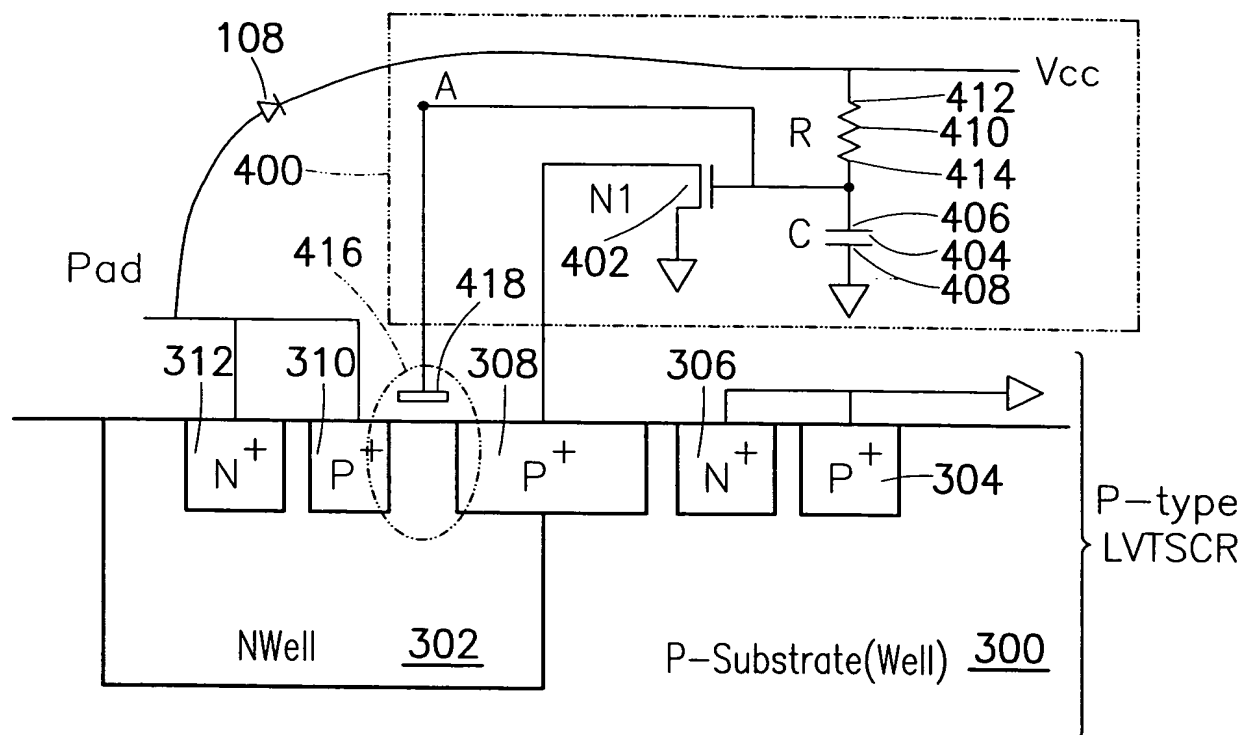 108
A
Vcc
412
R
410
400
414
N1
406
C
404
402
408
Pad
416
418
312
310
308
306
N+
P+
P+
N+
P+
304
P-type
LVTSCR
NWell
302
P-Substrate(Well)
300